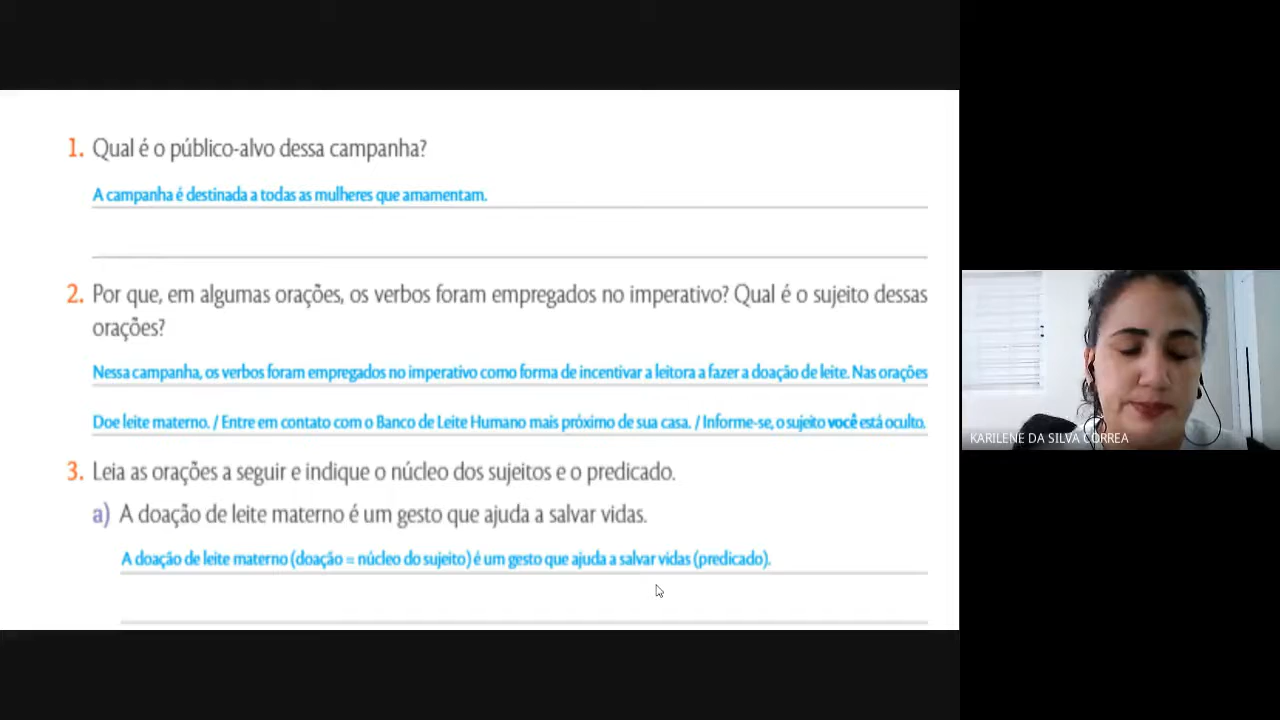 1. Qual é o público-alvo dessa campanha?
A campanha é destinada a todas as mulheres que amamentam.
2. Por que, em algumas orações, os verbos foram empregados no imperativo? Qual é o sujeito dessas
orações?
Nessa campanha, os verbos foram empregados no imperativo como forma de incentivar a leitora a fazer a doação de leite. Nas orações
Doe leite materno. / Entre em contato com o Banco de Leite Humano mais próximo de sua casa. / Informe-se, o sujeito você está oculto.
3. Leia as orações a seguir e indique o núcleo dos sujeitos e o predicado.
a) A doação de leite materno é um gesto que ajuda a salvar vidas.
A doação de leite materno (doação = núcleo do sujeito) é um gesto que ajuda a salvar vidas (predicado).
KARILENE DA SILVA CORREA